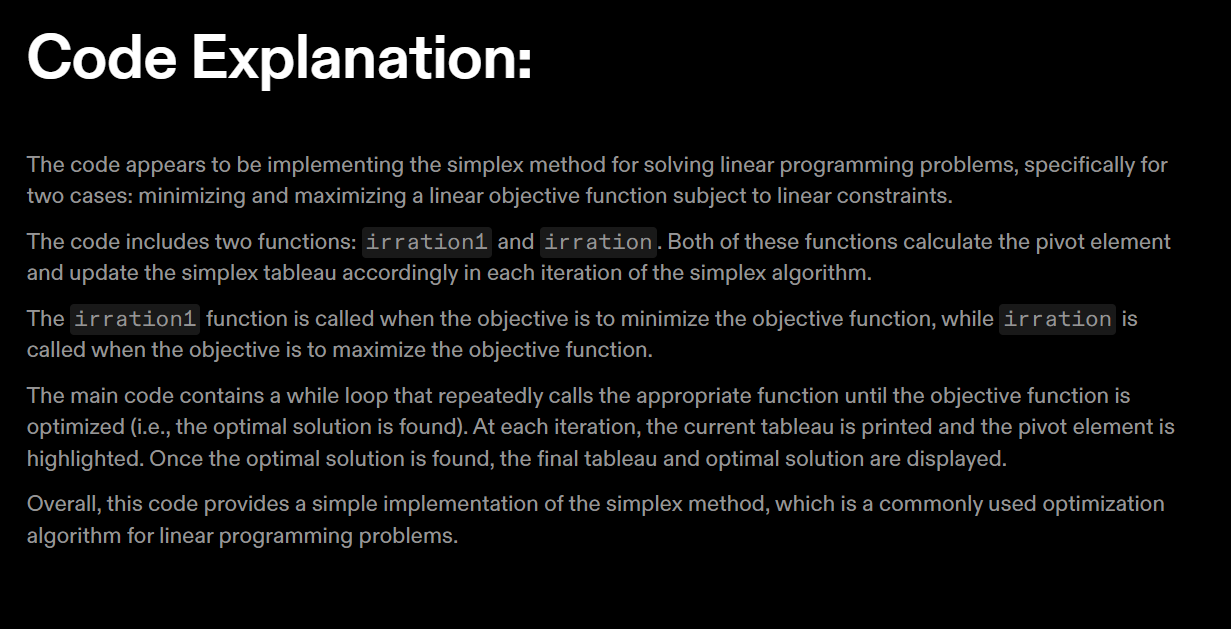 Code Explanation:
The code appears to be implementing the simplex method for solving linear programming problems, specifically for
two cases: minimizing and maximizing a linear objective function subject to linear constraints.
The code includes two functions: irration1 and irration. Both of these functions calculate the pivot element
and update the simplex tableau accordingly in each iteration of the simplex algorithm.
The irration1 function is called when the objective is to minimize the objective function, while irration is
called when the objective is to maximize the objective function.
The main code contains a while loop that repeatedly calls the appropriate function until the objective function is
optimized (i.e., the optimal solution is found). At each iteration, the current tableau is printed and the pivot element is
highlighted. Once the optimal solution is found, the final tableau and optimal solution are displayed.
Overall, this code provides a simple implementation of the simplex method, which is a commonly used optimization
algorithm for linear programming problems.